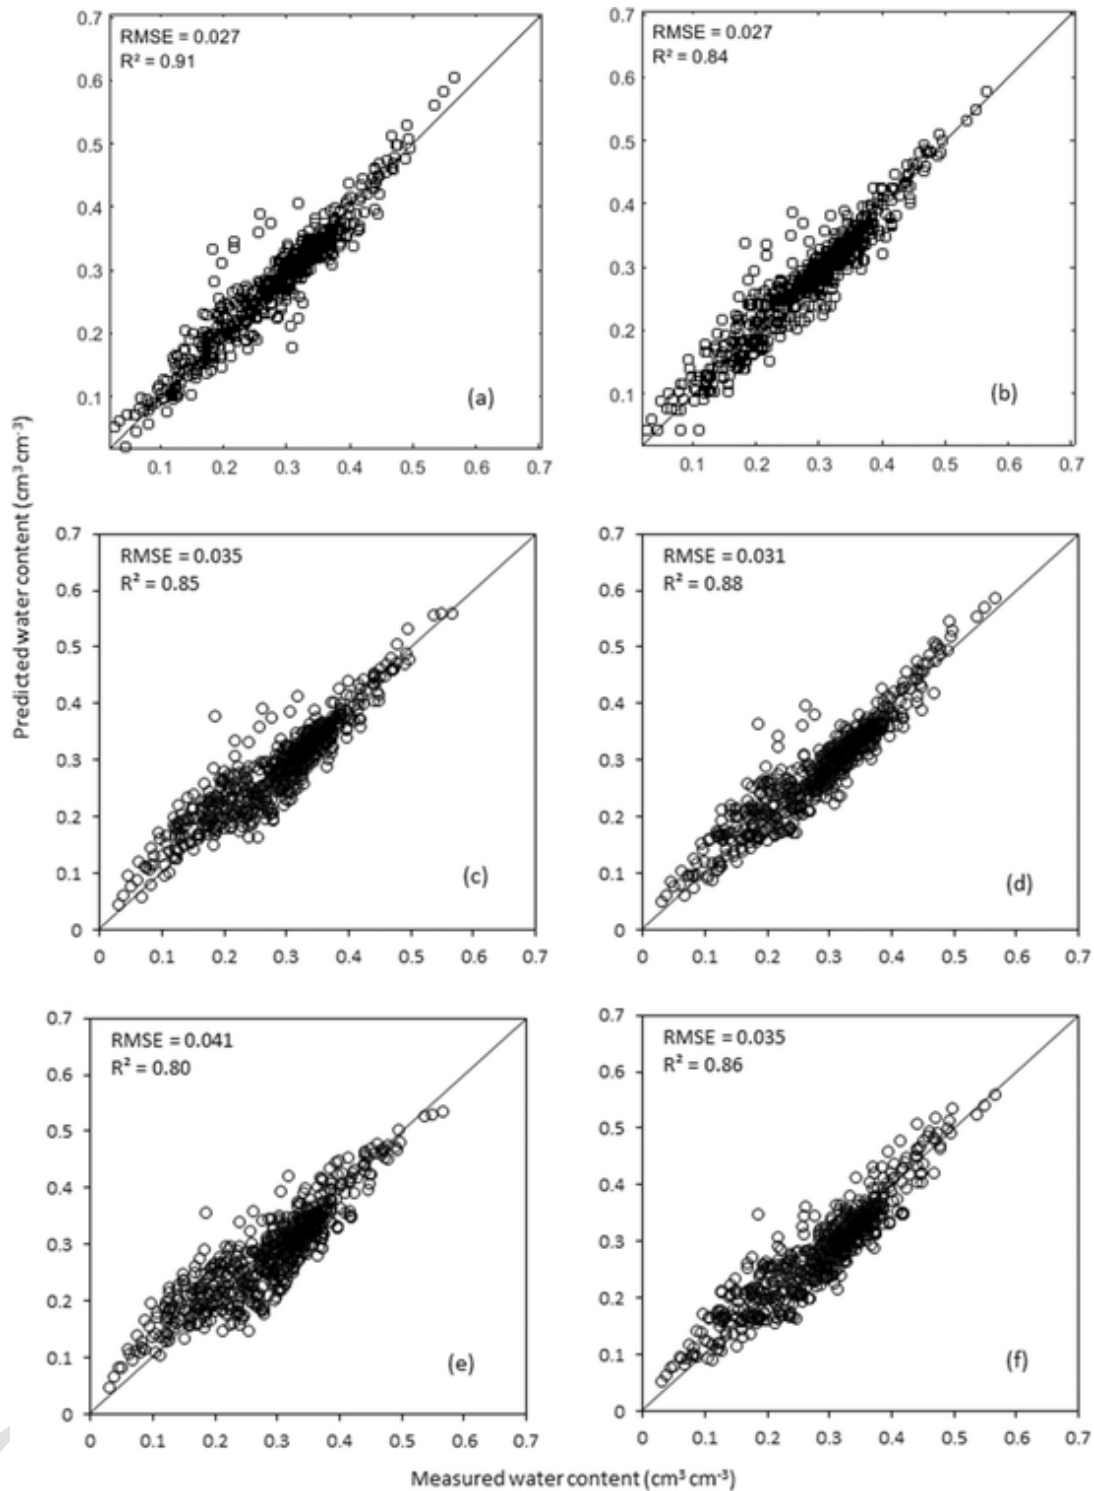 0.7
RMSE = 0.027
R² = 0.91
0.6
0.5
0.4
0.3
0.2
0.1
(a)
0.1 0.2 0.3 0.4 0.5 0.6 0.7
0.7
RMSE = 0.027
R² = 0.84
0.6
0.5
0.4
0.3
0.2
0.1
(b)
0.1 0.2 0.3 0.4 0.5 0.6 0.7
Predicted water content (cm³ cm⁻³)
0.7
RMSE = 0.035
R² = 0.85
0.6
0.5
0.4
0.3
0.2
0.1
(c)
0
0 0.1 0.2 0.3 0.4 0.5 0.6 0.7
0.7
RMSE = 0.031
R² = 0.88
0.6
0.5
0.4
0.3
0.2
0.1
(d)
0
0 0.1 0.2 0.3 0.4 0.5 0.6 0.7
0.7
RMSE = 0.041
R² = 0.80
0.6
0.5
0.4
0.3
0.2
0.1
(e)
0
0 0.1 0.2 0.3 0.4 0.5 0.6 0.7
0.7
RMSE = 0.035
R² = 0.86
0.6
0.5
0.4
0.3
0.2
0.1
(f)
0
0 0.1 0.2 0.3 0.4 0.5 0.6 0.7
Measured water content (cm³ cm⁻³)